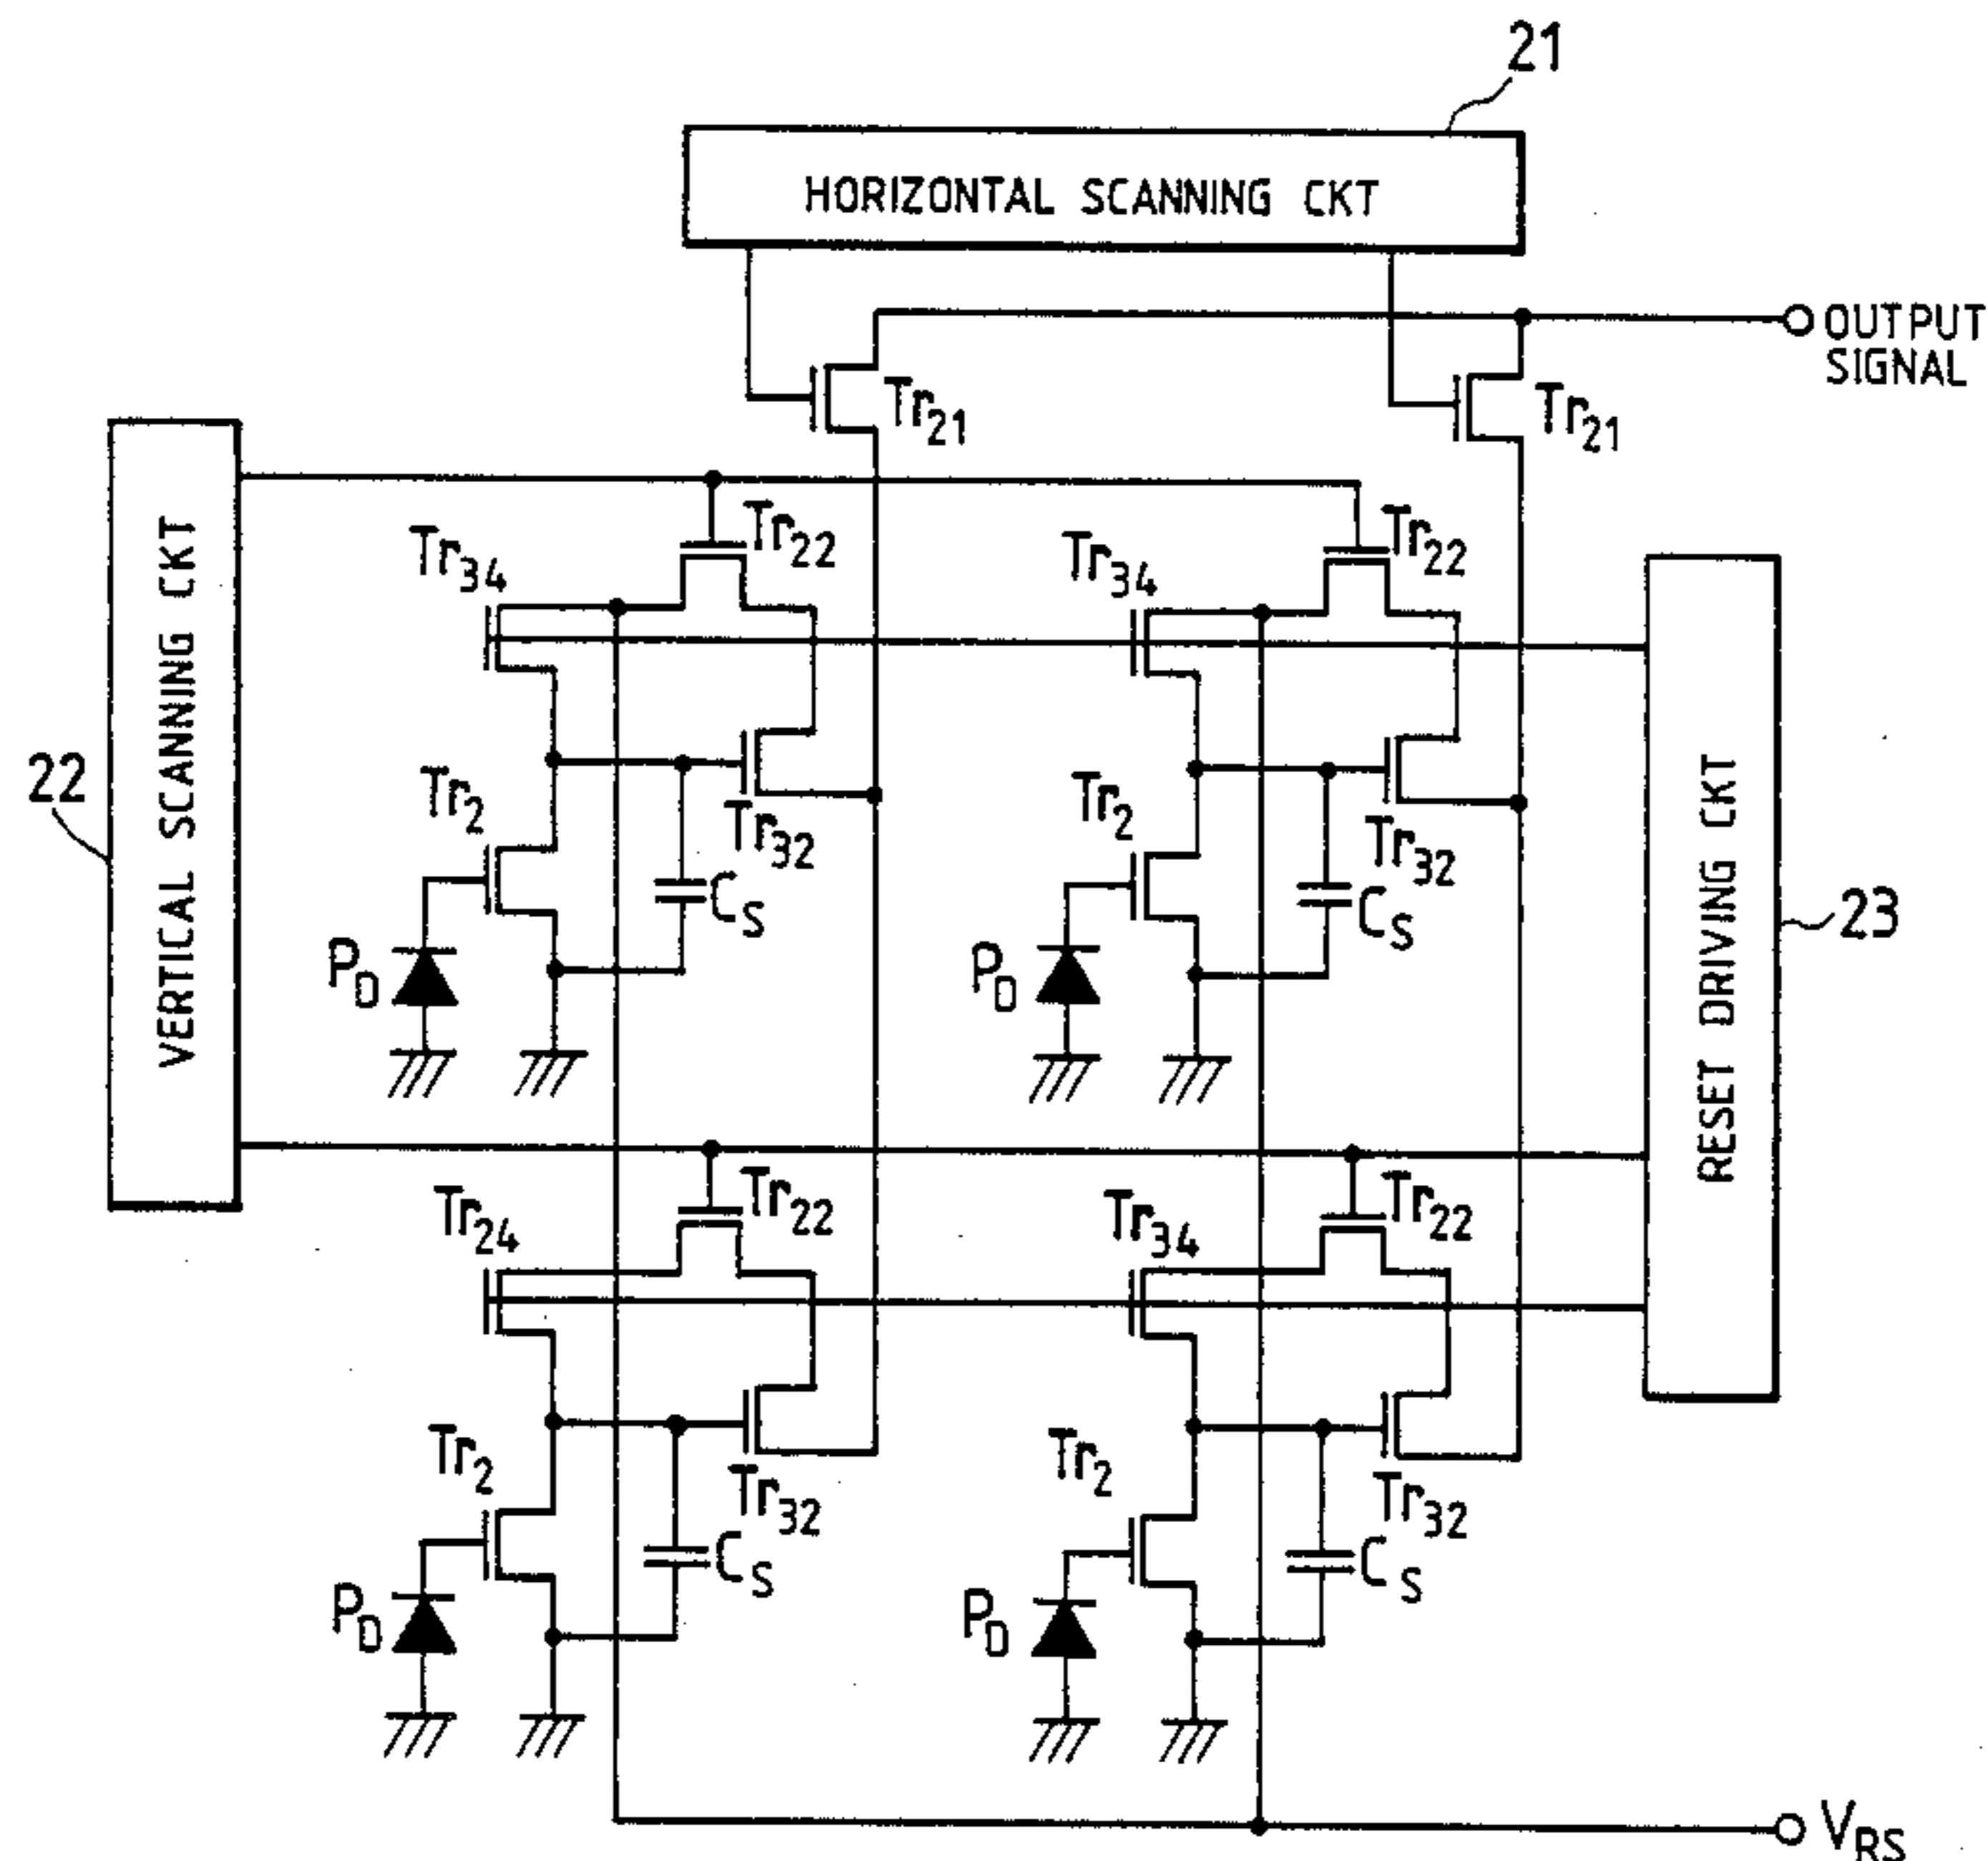 21
HORIZONTAL SCANNING CKT
OUTPUT
SIGNAL
Tr21
Tr21
VERTICAL SCANNING CKT
22
Tr34
Tr22
Tr34
Tr22
Tr2
Tr32
Tr2
Tr32
PD
CS
PD
CS
RESET DRIVING CKT
23
Tr24
Tr22
Tr34
Tr22
Tr2
Tr32
Tr2
Tr32
PD
CS
PD
CS
VRS